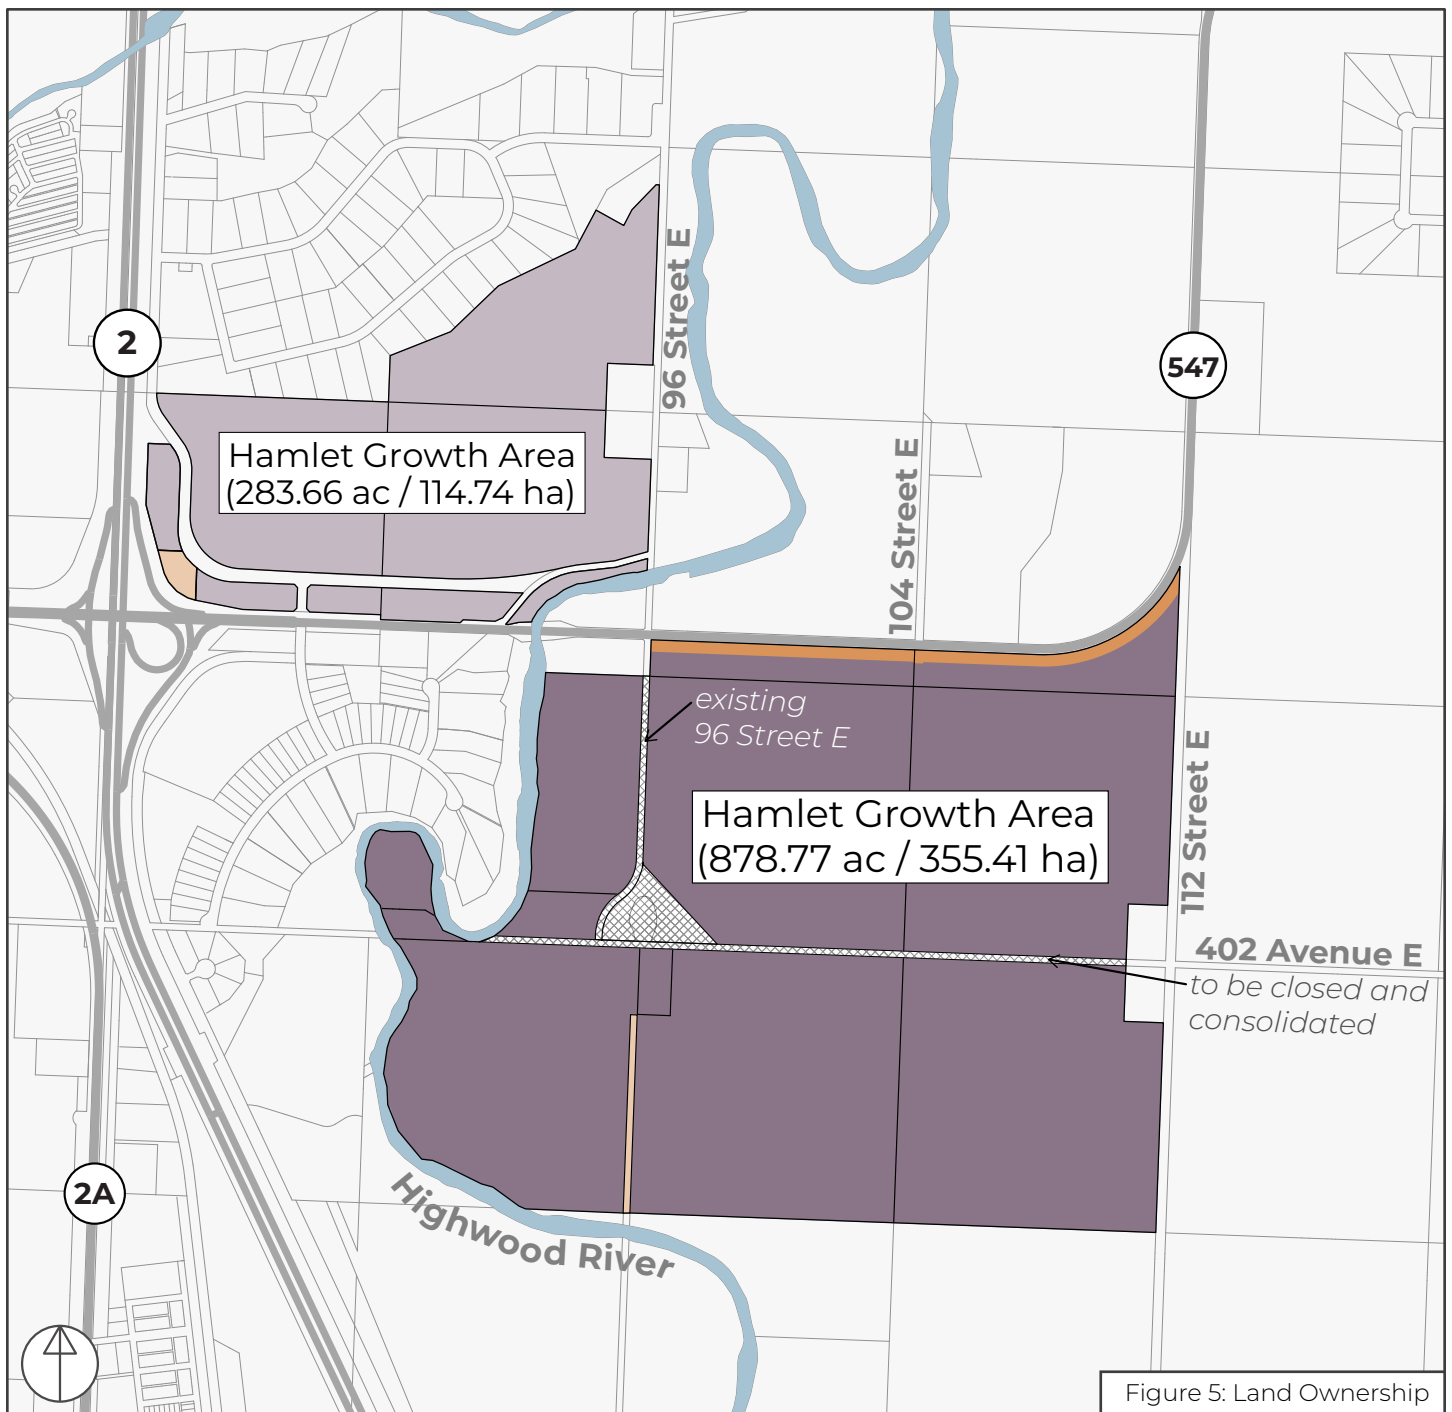 2
96 Street E
547
Hamlet Growth Area
(283.66 ac / 114.74 ha)
104 Street E
existing
96 Street E
Hamlet Growth Area
(878.77 ac / 355.41 ha)
112 Street E
402 Avenue E
to be closed and
consolidated
2A
Highwood River
Figure 5: Land Ownership